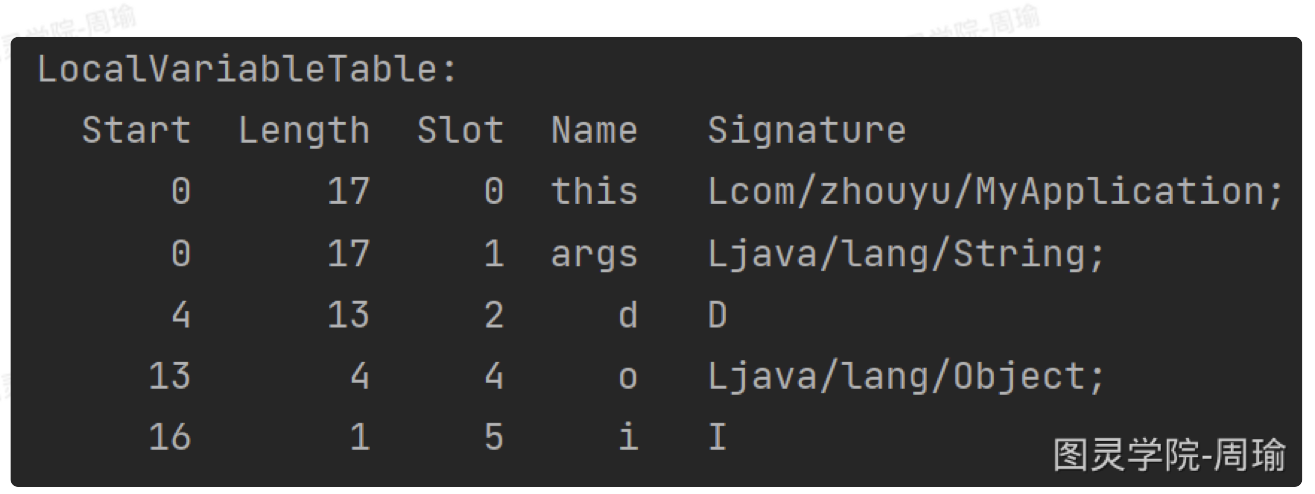 LocalVariableTable:
Start Length Slot Name Signature
0 17 0 this Lcom/zhouyu/MyApplication;
0 17 1 args Ljava/lang/String;
4 13 2 d D
13 4 4 o Ljava/lang/Object;
16 1 5 i I
图灵学院-周瑜